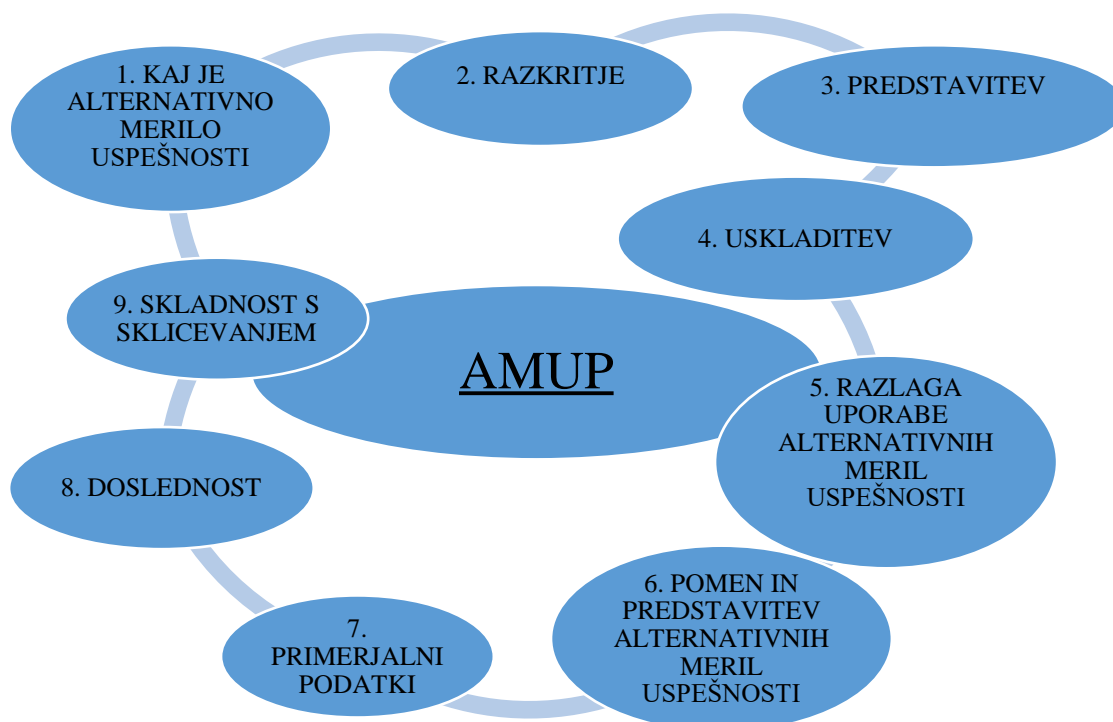 1. KAJ JE
ALTERNATIVNO
MERILO
USPEŠNOSTI
2. RAZKRITJE
3. PREDSTAVITEV
4. USKLADITEV
5. RAZLAGA
UPORABE
ALTERNATIVNIH
MERIL
USPEŠNOSTI
6. POMEN IN
PREDSTAVITEV
ALTERNATIVNIH
MERIL
USPEŠNOSTI
7.
PRIMERJALNI
PODATKI
8. DOSLEDNOST
9. SKLADNOST S
SKLICEVANJEM
AMUP